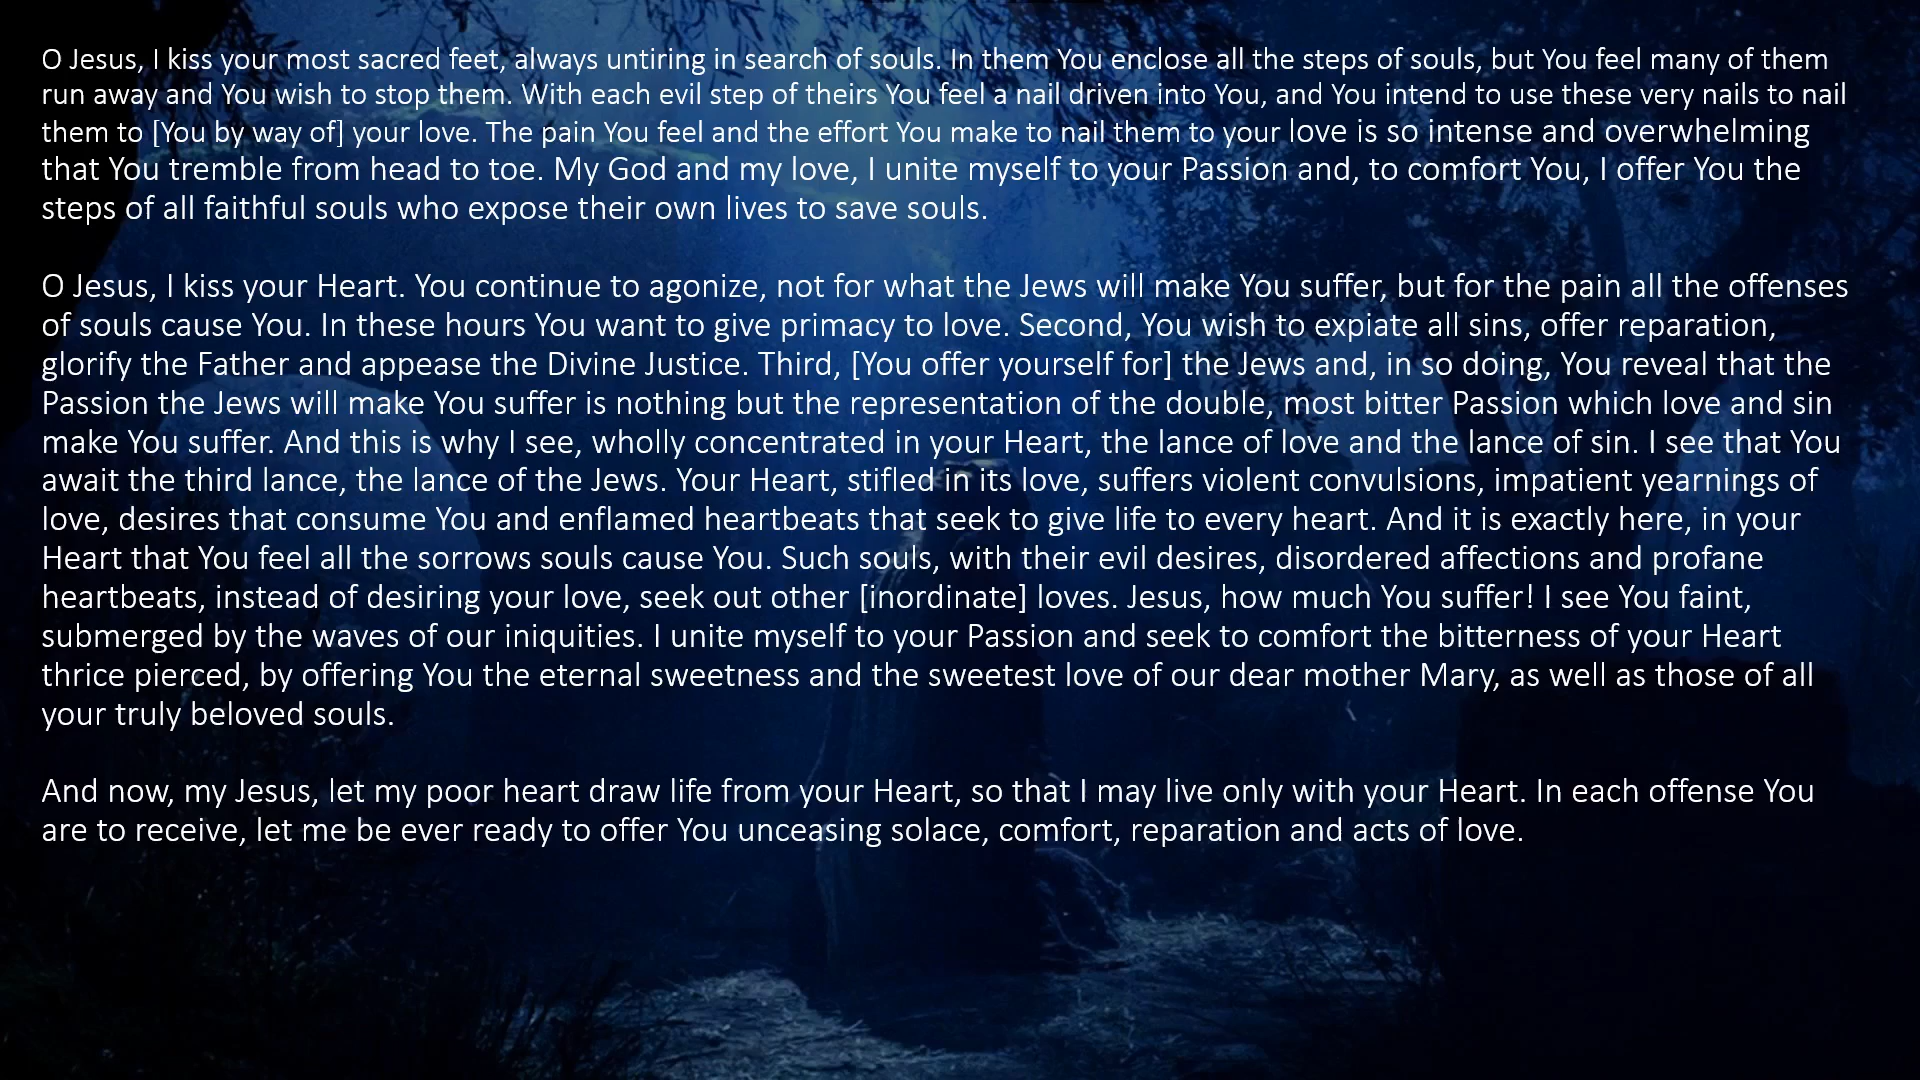 O Jesus, I kiss your most sacred feet, always untiring in search of souls. In them You enclose all the steps of souls, but You feel many of them
run away and You wish to stop them. With each evil step of theirs You feel a nail driven into You, and You intend to use these very nails to nail
them to [You by way of] your love. The pain You feel and the effort You make to nail them to your love is so intense and overwhelming
that You tremble from head to toe. My God and my love, I unite myself to your Passion and, to comfort You, I offer You the
steps of all faithful souls who expose their own lives to save souls.

O Jesus, I kiss your Heart. You continue to agonize, not for what the Jews will make You suffer, but for the pain all the offenses
of souls cause You. In these hours You want to give primacy to love. Second, You wish to expiate all sins, offer reparation,
glorify the Father and appease the Divine Justice. Third, [You offer yourself for] the Jews and, in so doing, You reveal that the
Passion the Jews will make You suffer is nothing but the representation of the double, most bitter Passion which love and sin
make You suffer. And this is why I see, wholly concentrated in your Heart, the lance of love and the lance of sin. I see that You
await the third lance, the lance of the Jews. Your Heart, stifled in its love, suffers violent convulsions, impatient yearnings of
love, desires that consume You and enflamed heartbeats that seek to give life to every heart. And it is exactly here, in your
Heart that You feel all the sorrows souls cause You. Such souls, with their evil desires, disordered affections and profane
heartbeats, instead of desiring your love, seek out other [inordinate] loves. Jesus, how much You suffer! I see You faint,
submerged by the waves of our iniquities. I unite myself to your Passion and seek to comfort the bitterness of your Heart
thrice pierced, by offering You the eternal sweetness and the sweetest love of our dear mother Mary, as well as those of all
your truly beloved souls.

And now, my Jesus, let my poor heart draw life from your Heart, so that I may live only with your Heart. In each offense You
are to receive, let me be ever ready to offer You unceasing solace, comfort, reparation and acts of love.